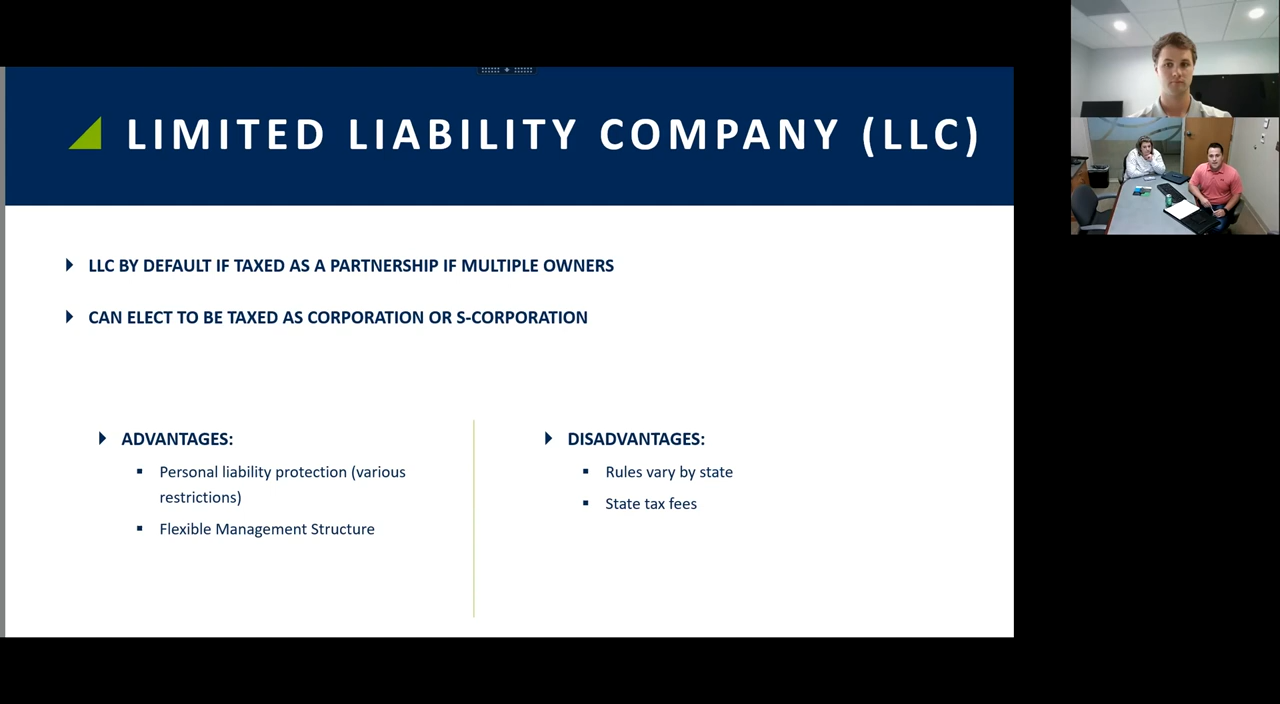 LIMITED LIABILITY COMPANY (LLC)
LLC BY DEFAULT IF TAXED AS A PARTNERSHIP IF MULTIPLE OWNERS
CAN ELECT TO BE TAXED AS CORPORATION OR S-CORPORATION
ADVANTAGES:
Personal liability protection (various
restrictions)
Flexible Management Structure
DISADVANTAGES:
Rules vary by state
State tax fees